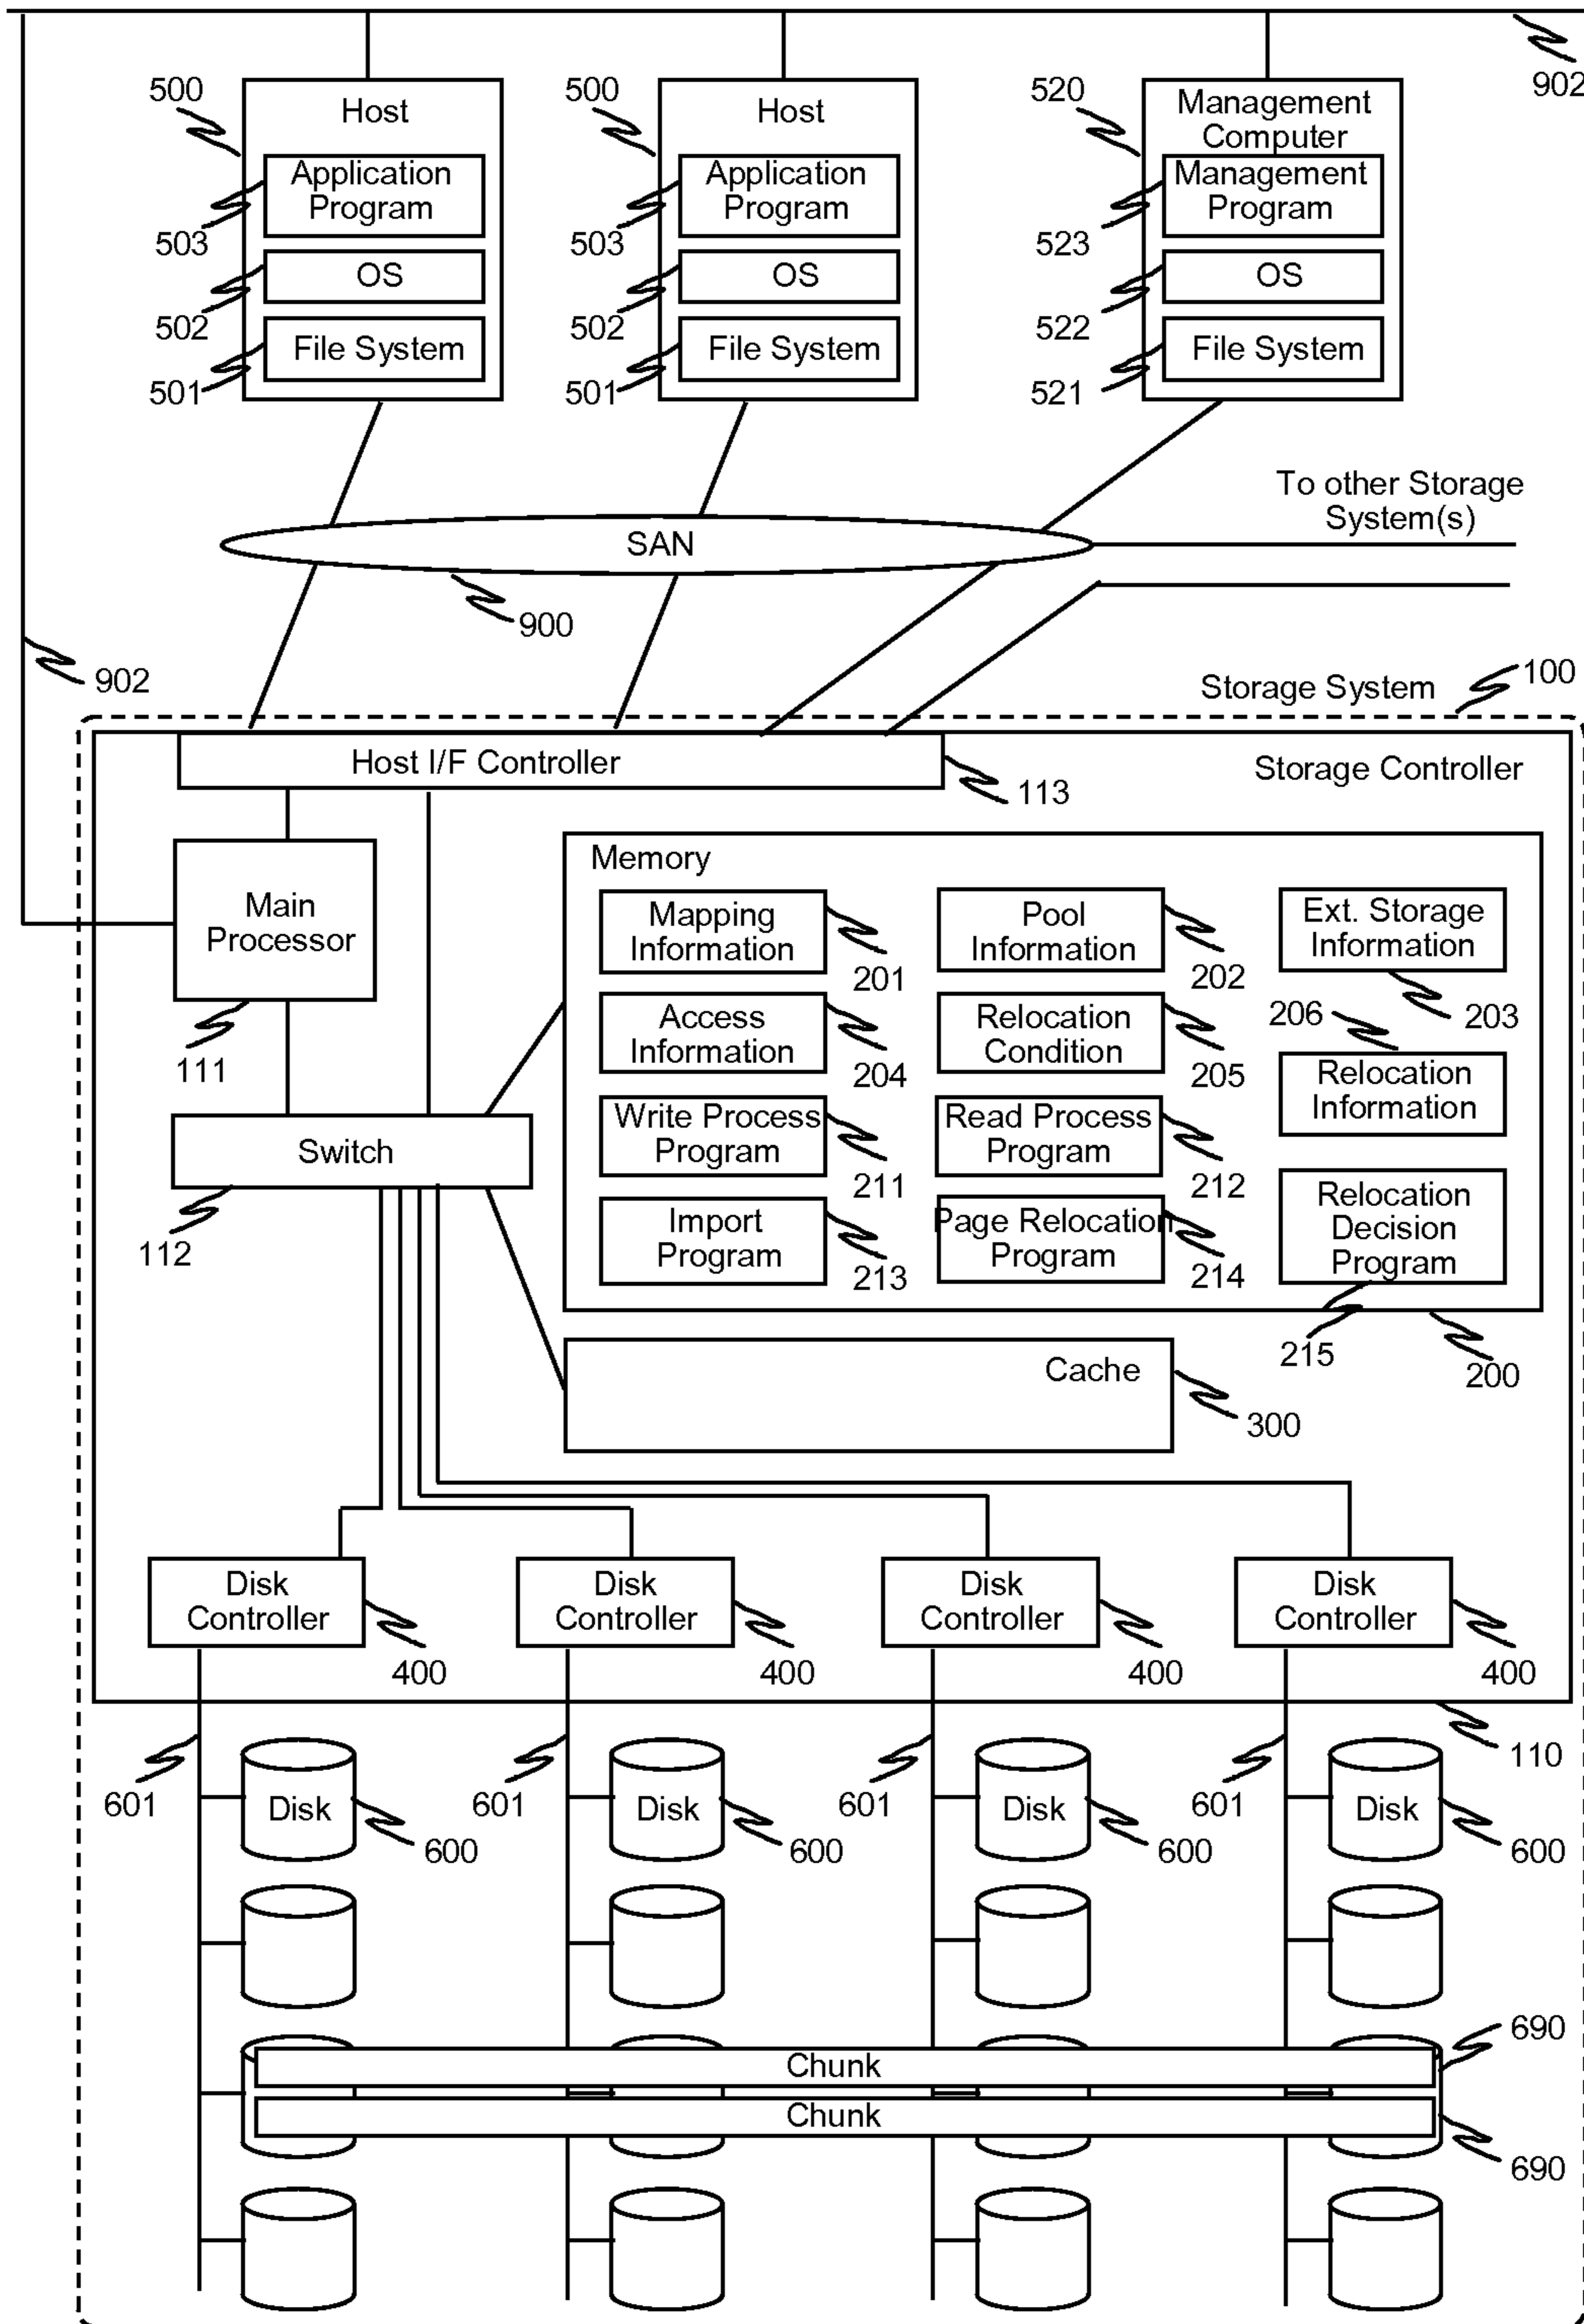 902
500
Host
Application
Program
503
OS
502
File System
501
500
Host
Application
Program
503
OS
502
File System
501
520
Management
Computer
Management
Program
523
OS
522
File System
521
To other Storage
System(s)
SAN
900
902
Storage System
100
Host I/F Controller
113
Storage Controller
Main
Processor
111
Memory
Mapping
Information
201
Pool
Information
202
Ext. Storage
Information
203
Access
Information
204
Relocation
Condition
205
206
Relocation
Information
Write Process
Program
211
Read Process
Program
212
Import
Program
213
Page Relocation
Program
214
Relocation
Decision
Program
215
200
Switch
112
Cache
300
Disk
Controller
400
Disk
Controller
400
Disk
Controller
400
Disk
Controller
400
110
601
Disk
600
601
Disk
600
601
Disk
600
601
Disk
600
690
Chunk
Chunk
690